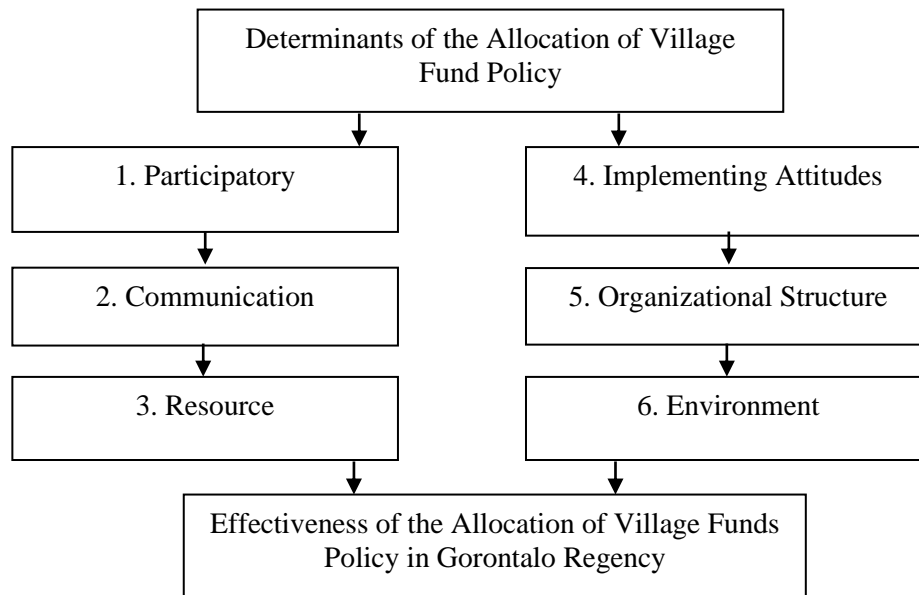 Determinants of the Allocation of Village
Fund Policy
1. Participatory
4. Implementing Attitudes
2. Communication
5. Organizational Structure
3. Resource
6. Environment
Effectiveness of the Allocation of Village Funds
Policy in Gorontalo Regency